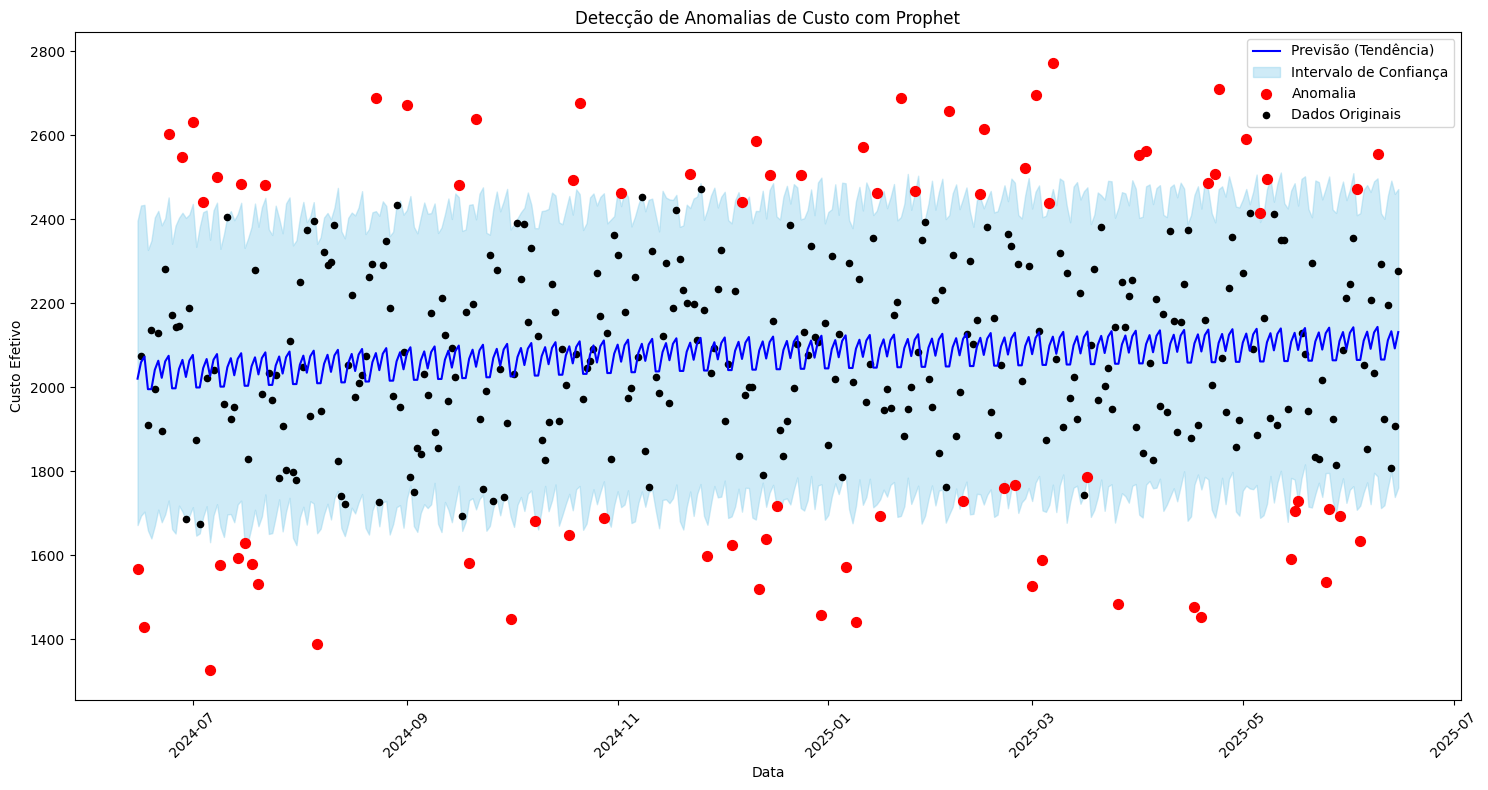 Detecção de Anomalias de Custo com Prophet
Previsão (Tendência)
Intervalo de Confiança
Anomalia
Dados Originais
Custo Efetivo
2800
2600
2400
2200
2000
1800
1600
1400
2024-07
2024-09
2024-11
2025-01
2025-03
2025-05
2025-07
Data